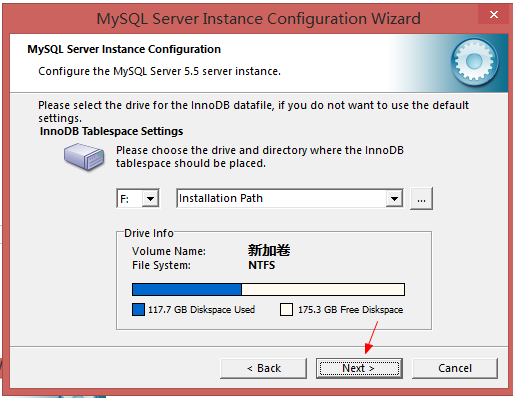 MySQL Server Instance Configuration Wizard
MySQL Server Instance Configuration
Configure the MySQL Server 5.5 server instance.
Please select the drive for the InnoDB datafile, if you do not want to use the default
settings.
InnoDB Tablespace Settings
Please choose the drive and directory where the InnoDB
tablespace should be placed.
F: Installation Path ...
Drive Info
Volume Name: 新加卷
File System: NTFS
117.7 GB Diskspace Used 175.3 GB Free Diskspace
< Back Next > Cancel